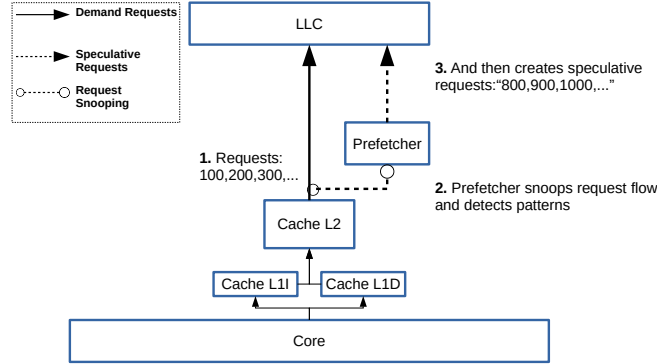 Demand Requests
Speculative
Requests
Request
Snooping
LLC
3. And then creates speculative
requests:“800,900,1000,...”
Prefetcher
1. Requests:
100,200,300,...
2. Prefetcher snoops request flow
and detects patterns
Cache L2
Cache L1I
Cache L1D
Core